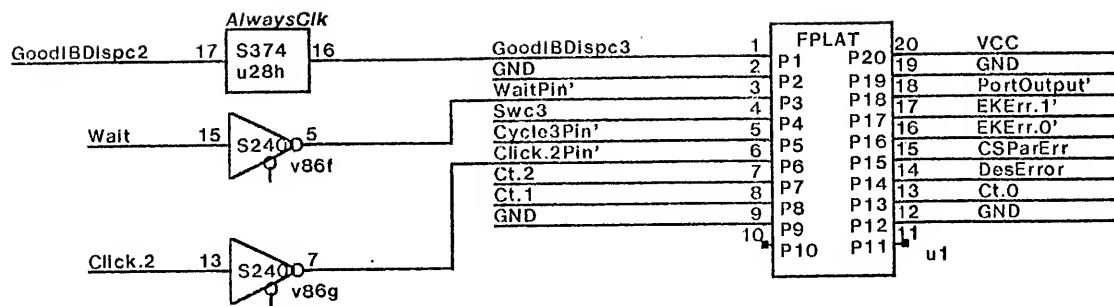 AlwaysClk
GoodIBDispc2 17 S374 16 GoodIBDispc3 1 FPLAT 20 VCC
u28h P1 P20
GND 2 19 GND
P2 P19
WaitPin' 3 18 PortOutput'
P3 P18
Swc3 4 17 EKErr.1'
P4 P17
Wait 15 S240 5 Cycle3Pin' 5 16 EKErr.0'
v86f P5 P16
Click.2Pin' 6 15 CSParErr
P6 P15
Ct.2 7 14 DesError
P7 P14
Ct.1 8 13 Ct.0
P8 P13
GND 9 12 GND
P9 P12
10 11
P10 P11 u1
Click.2 13 S240 7
v86g